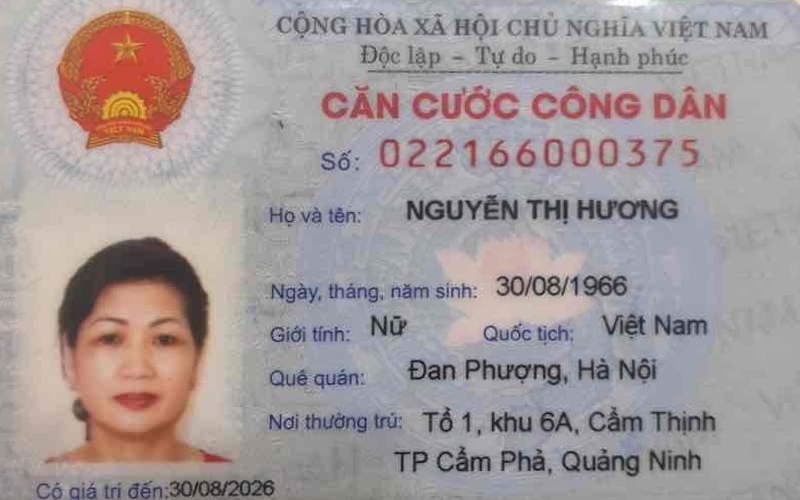 CỘNG HÒA XÃ HỘI CHỦ NGHĨA VIỆT NAM
Độc lập – Tự do – Hạnh phúc
CĂN CƯỚC CÔNG DÂN
Số: 022166000375
Họ và tên: NGUYỄN THỊ HƯƠNG
Ngày, tháng, năm sinh: 30/08/1966
Giới tính: Nữ Quốc tịch: Việt Nam
Quê quán: Đan Phượng, Hà Nội
Nơi thường trú: Tổ 1, khu 6A, Cẩm Thịnh
TP Cẩm Phả, Quảng Ninh
Có giá trị đến: 30/08/2026
VIỆT NAM